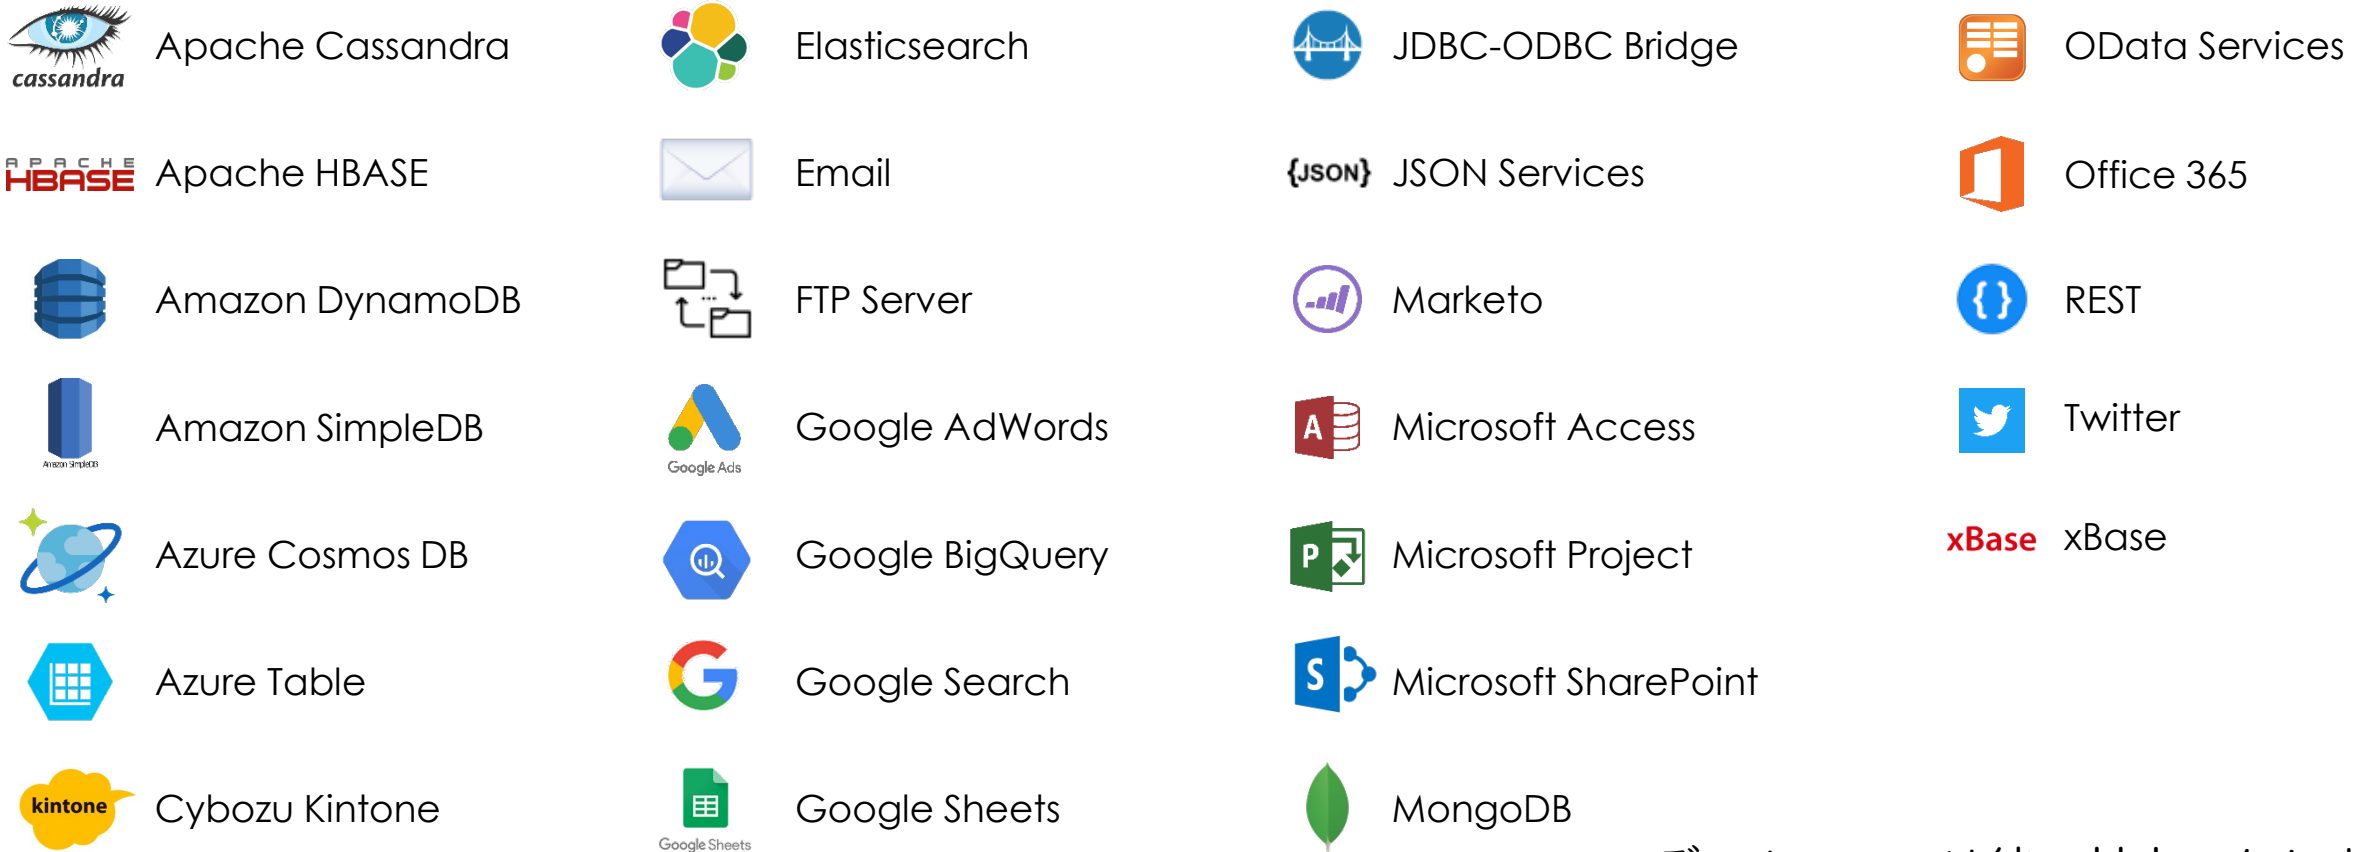 cassandra
Apache Cassandra
APACHE
HBASE
Apache HBASE
Amazon DynamoDB
Amazon SimpleDB
Amazon SimpleDB
Azure Cosmos DB
Azure Table
kintone
Cybozu Kintone
Elasticsearch
Email
FTP Server
Google Ads
Google AdWords
Google BigQuery
G
Google Search
Google Sheets
Google Sheets
JDBC-ODBC Bridge
{JSON}
JSON Services
Marketo
A
Microsoft Access
P
Microsoft Project
S
Microsoft SharePoint
MongoDB
OData Services
Office 365
{ }
REST
Twitter
xBase
xBase